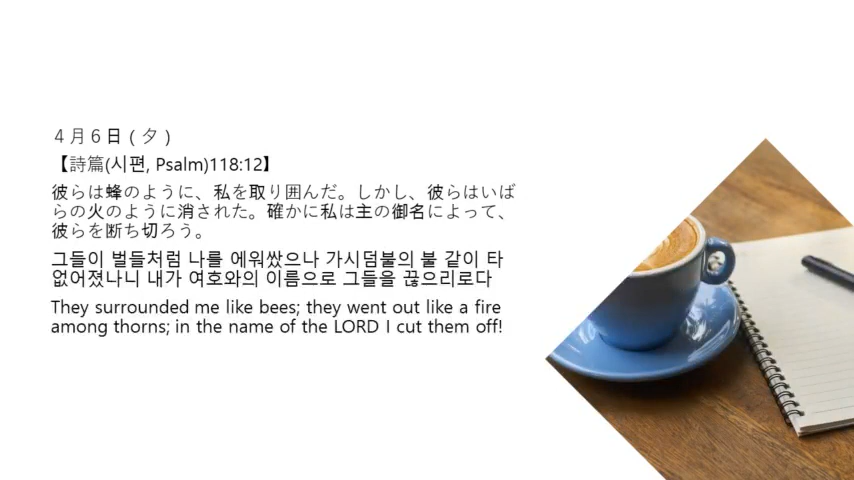 ４月６日（夕）
【詩篇(시편, Psalm)118:12】
彼らは蜂のように、私を取り囲んだ。しかし、彼らはいば
らの火のように消された。確かに私は主の御名によって、
彼らを断ち切ろう。
그들이 벌들처럼 나를 에워쌌으나 가시덤불의 불 같이 타
없어졌나니 내가 여호와의 이름으로 그들을 끊으리로다
They surrounded me like bees; they went out like a fire
among thorns; in the name of the LORD I cut them off!